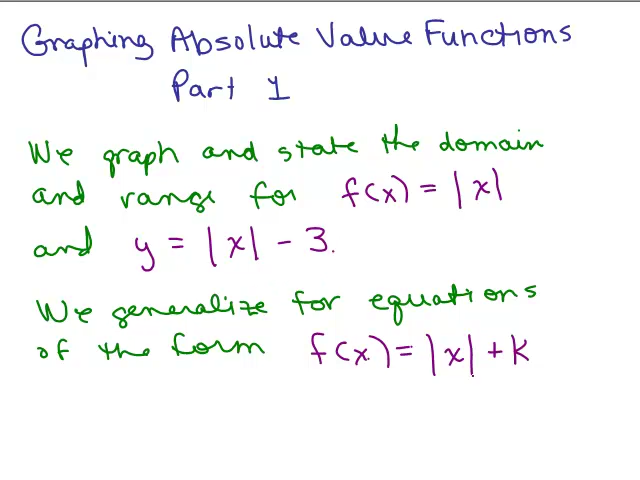 Graphing Absolute Value Functions
Part 1
We graph and state the domain
and range for f(x) = |x|
and y = |x| - 3.
We generalize for equations
of the form f(x) = |x| + K